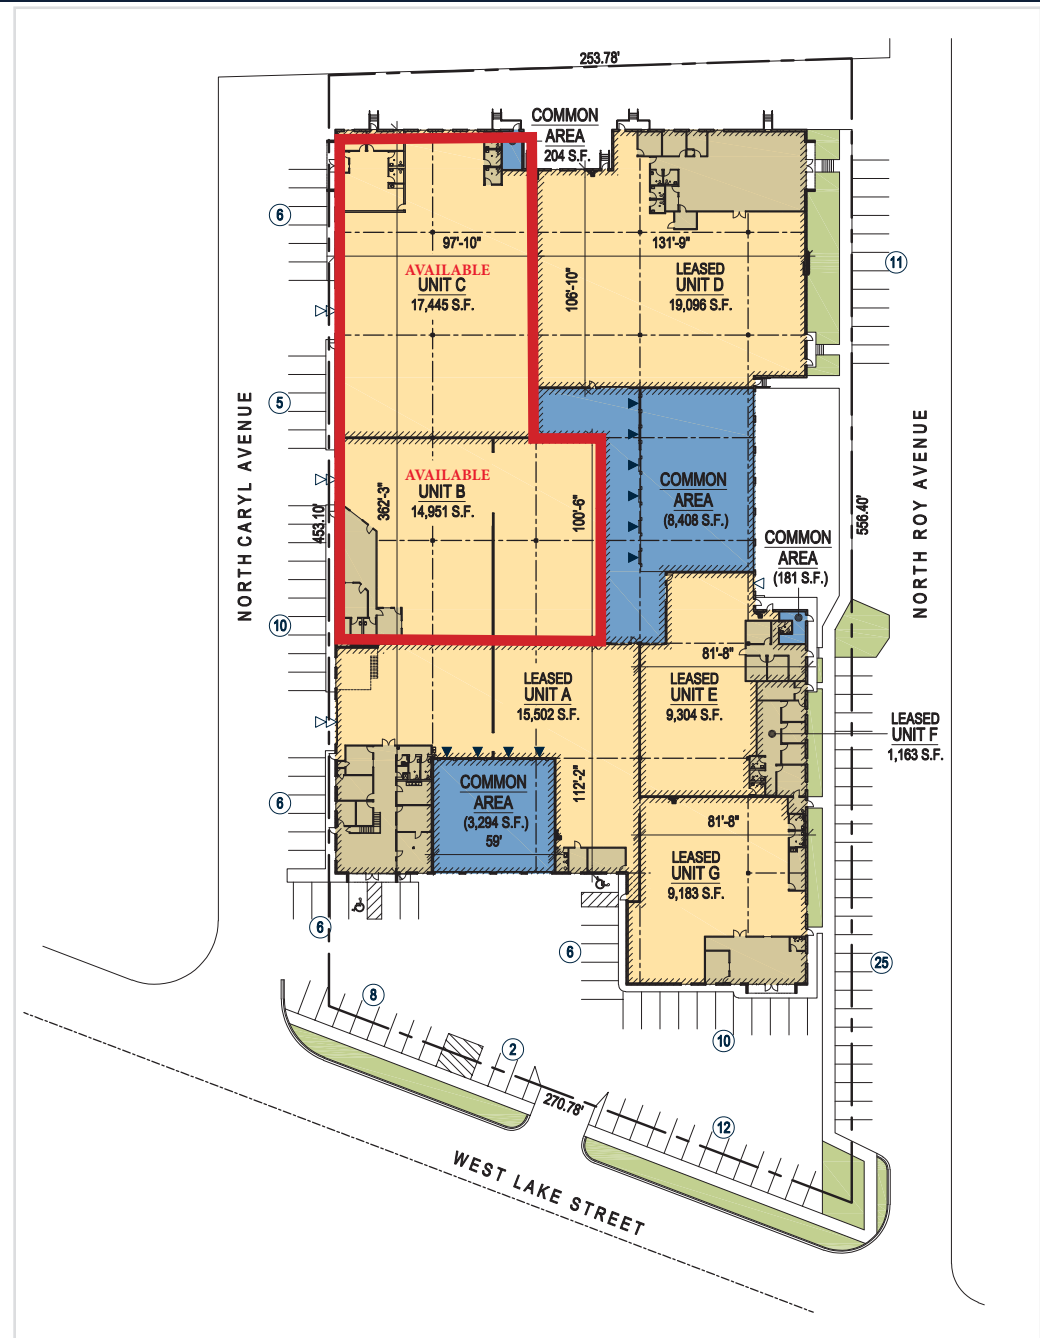 253.78'
COMMON
AREA
204 S.F.
6
97'-10"
131'-9"
11
AVAILABLE
UNIT C
17,445 S.F.
106'-10"
LEASED
UNIT D
19,096 S.F.
5
NORTH CARYL AVENUE
NORTH ROY AVENUE
AVAILABLE
UNIT B
14,951 S.F.
362'-3"
453.10'
100'-6"
COMMON
AREA
(8,408 S.F.)
556.40'
COMMON
AREA
(181 S.F.)
10
81'-8"
LEASED
UNIT A
15,502 S.F.
LEASED
UNIT E
9,304 S.F.
LEASED
UNIT F
1,163 S.F.
6
COMMON
AREA
(3,294 S.F.)
59'
112'-2"
81'-8"
LEASED
UNIT G
9,183 S.F.
6
6
25
8
10
2
270.78'
12
WEST LAKE STREET